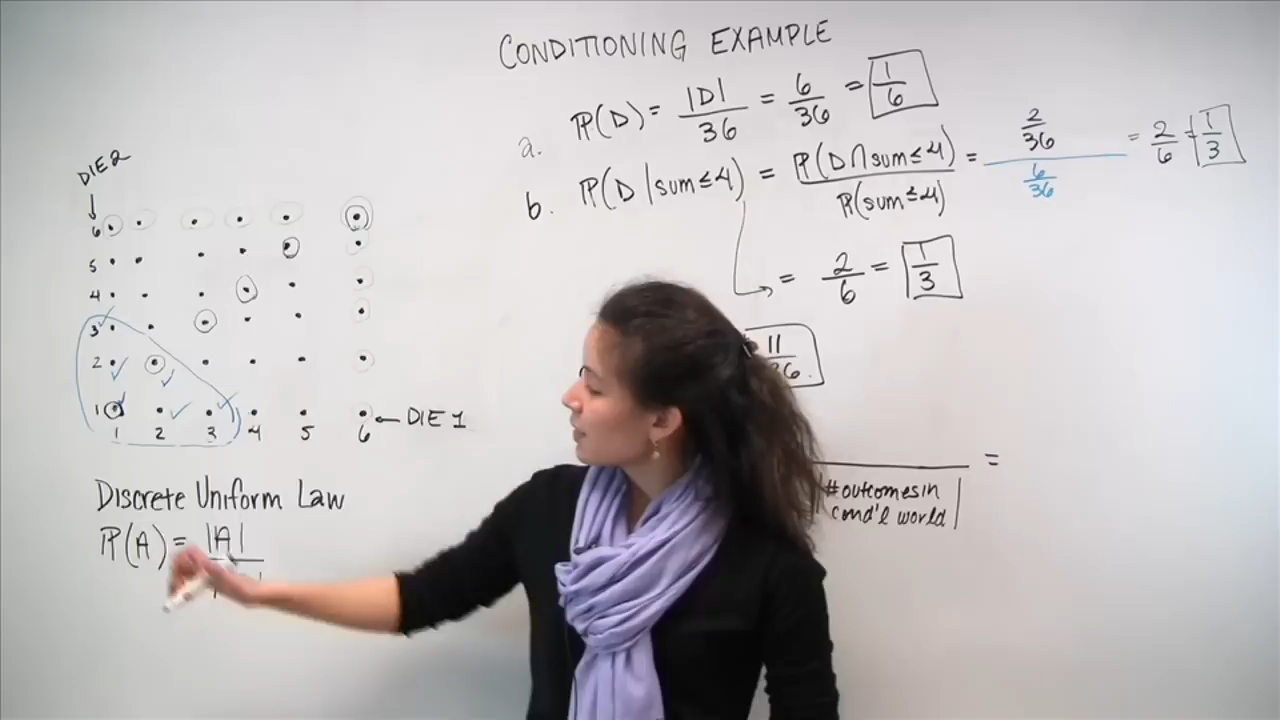 CONDITIONING EXAMPLE
a. ℙ(D) = |D| / 36 = 6/36 = 1/6
b. ℙ(D | sum ≤ 4) = ℙ(D ∩ sum ≤ 4) / ℙ(sum ≤ 4) = 2/36 / 6/36 = 2/6 = 1/3
= 2/6 = 1/3
11
6
=
#outcomes in
cond'l world
DIE 2
6
5
4
3
2
1
1 2 3 4 5 6 ← DIE 1
DISCRETE UNIFORM LAW
ℙ(A) = |A|